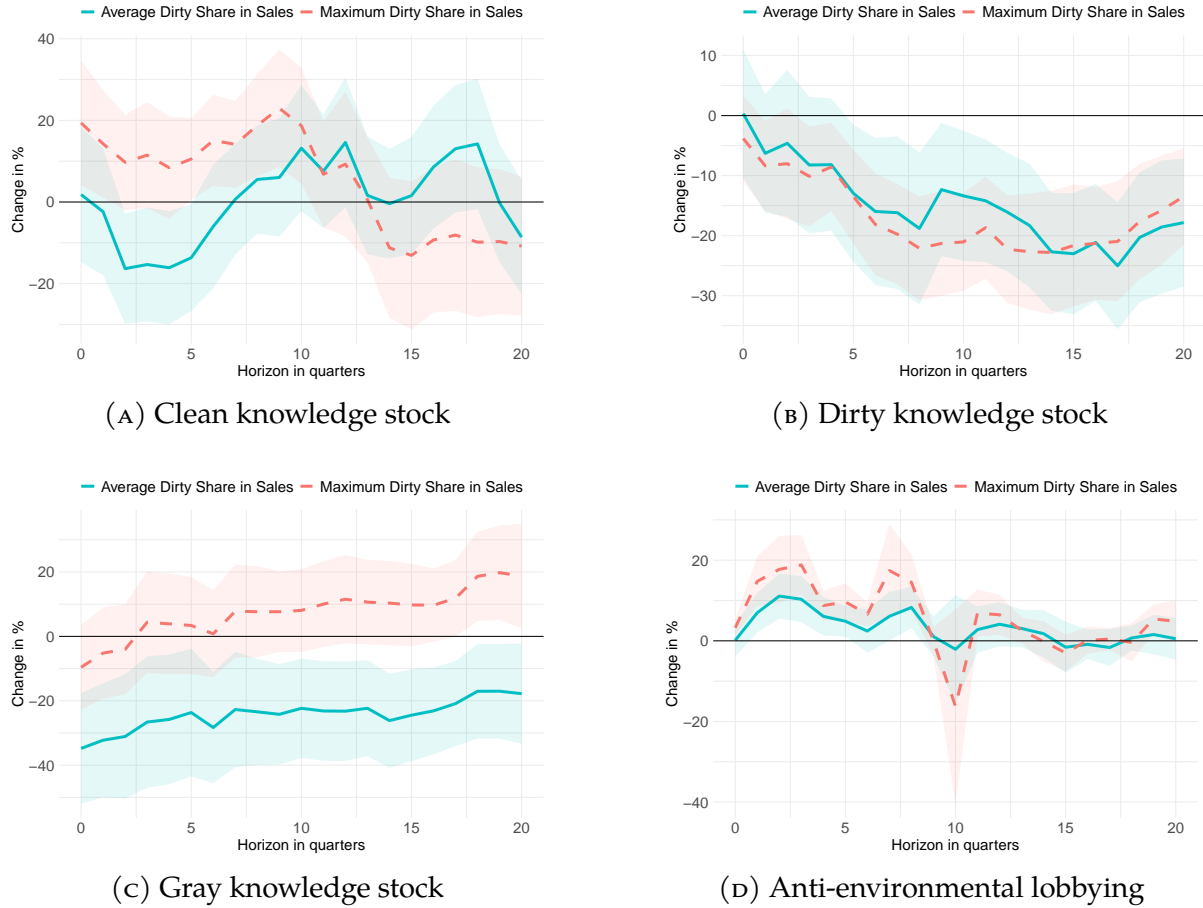 Average Dirty Share in Sales Maximum Dirty Share in Sales
40
20
0
−20
Change in %
0 5 10 15 20
Horizon in quarters
(A) Clean knowledge stock
Average Dirty Share in Sales Maximum Dirty Share in Sales
10
0
−10
−20
−30
Change in %
0 5 10 15 20
Horizon in quarters
(B) Dirty knowledge stock
Average Dirty Share in Sales Maximum Dirty Share in Sales
20
0
−20
−40
Change in %
0 5 10 15 20
Horizon in quarters
(C) Gray knowledge stock
Average Dirty Share in Sales Maximum Dirty Share in Sales
20
0
−20
−40
Change in %
0 5 10 15 20
Horizon in quarters
(D) Anti-environmental lobbying